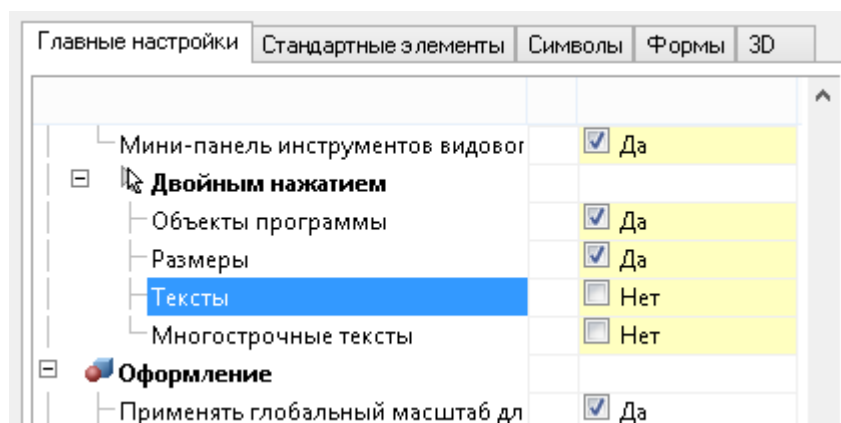 Главные настройки Стандартные элементы Символы Формы 3D
Мини-панель инструментов видовог Да
Двойным нажатием
Объекты программы Да
Размеры Да
Тексты Нет
Многострочные тексты Нет
Оформление
Применять глобальный масштаб дл Да